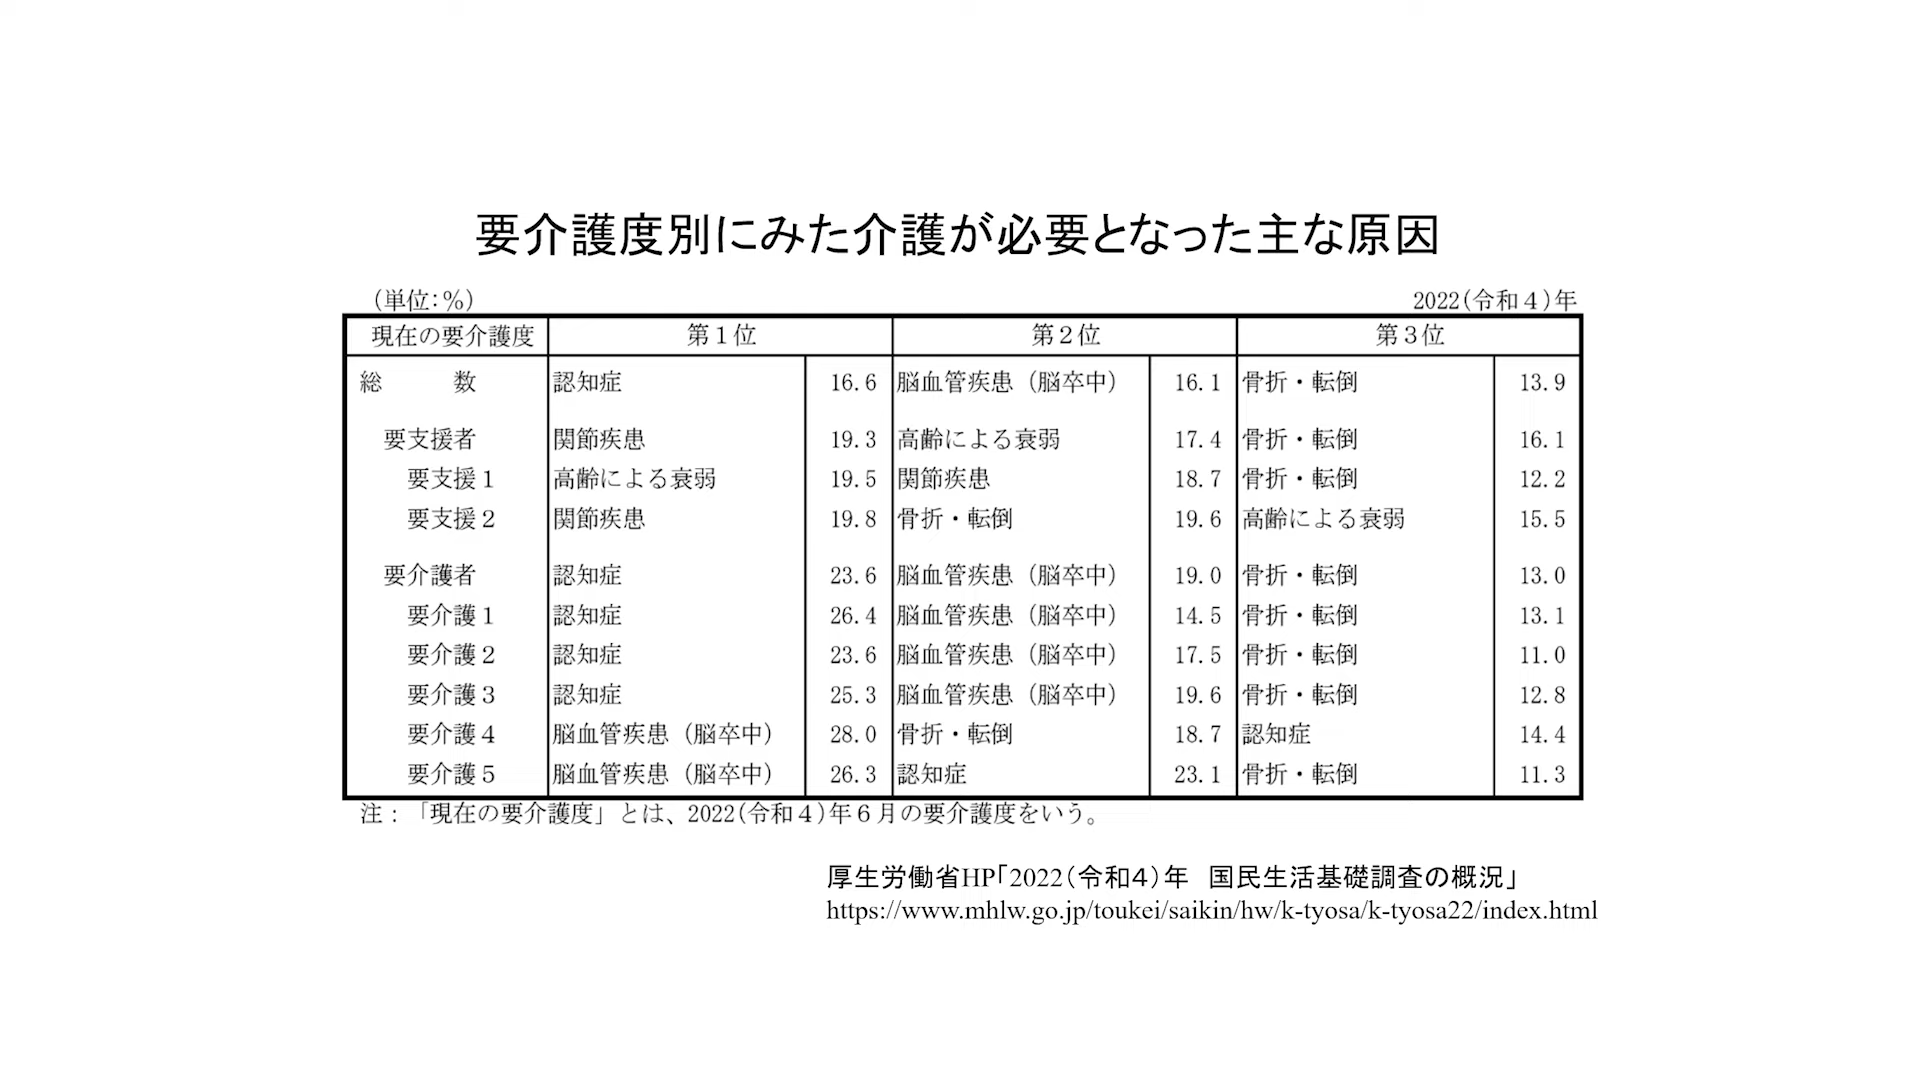 要介護度別にみた介護が必要となった主な原因
（単位：％） 2022（令和４）年
現在の要介護度 第１位 第２位 第３位
総 数 認知症 16.6 脳血管疾患（脳卒中） 16.1 骨折・転倒 13.9
要支援者 関節疾患 19.3 高齢による衰弱 17.4 骨折・転倒 16.1
要支援１ 高齢による衰弱 19.5 関節疾患 18.7 骨折・転倒 12.2
要支援２ 関節疾患 19.8 骨折・転倒 19.6 高齢による衰弱 15.5
要介護者 認知症 23.6 脳血管疾患（脳卒中） 19.0 骨折・転倒 13.0
要介護１ 認知症 26.4 脳血管疾患（脳卒中） 14.5 骨折・転倒 13.1
要介護２ 認知症 23.6 脳血管疾患（脳卒中） 17.5 骨折・転倒 11.0
要介護３ 認知症 25.3 脳血管疾患（脳卒中） 19.6 骨折・転倒 12.8
要介護４ 脳血管疾患（脳卒中） 28.0 骨折・転倒 18.7 認知症 14.4
要介護５ 脳血管疾患（脳卒中） 26.3 認知症 23.1 骨折・転倒 11.3
注：「現在の要介護度」とは、2022（令和４）年６月の要介護度をいう。
厚生労働省HP「2022（令和４）年　国民生活基礎調査の概況」
https://www.mhlw.go.jp/toukei/saikin/hw/k-tyosa/k-tyosa22/index.html